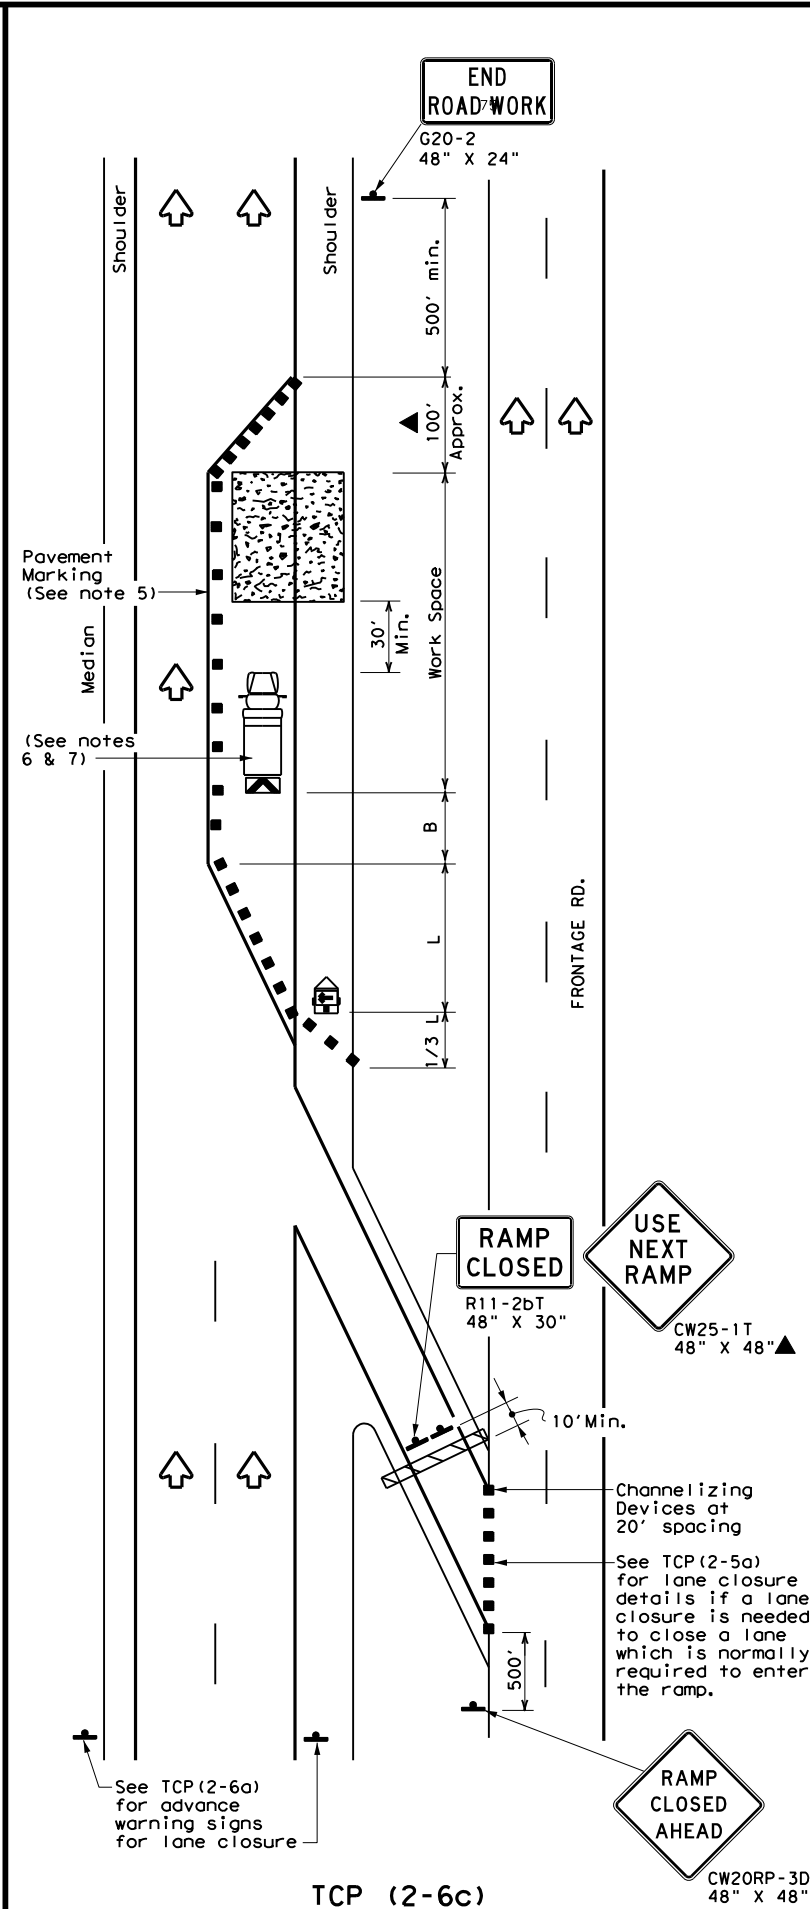 END
ROAD WORK
75
G20-2
48" X 24"
Shoulder
Shoulder
500' min.
100'
Approx.
Pavement
Marking
(See note 5)
Median
30'
Min.
Work Space
(See notes
6 & 7)
B
L
1/3 L
FRONTAGE RD.
RAMP
CLOSED
R11-2bT
48" X 30"
USE
NEXT
RAMP
CW25-1T
48" X 48"
10'Min.
Channelizing
Devices at
20' spacing
See TCP(2-5a)
for lane closure
details if a lane
closure is needed
to close a lane
which is normally
required to enter
the ramp.
500'
See TCP(2-6a)
for advance
warning signs
for lane closure
RAMP
CLOSED
AHEAD
CW20RP-3D
48" X 48"
TCP (2-6c)